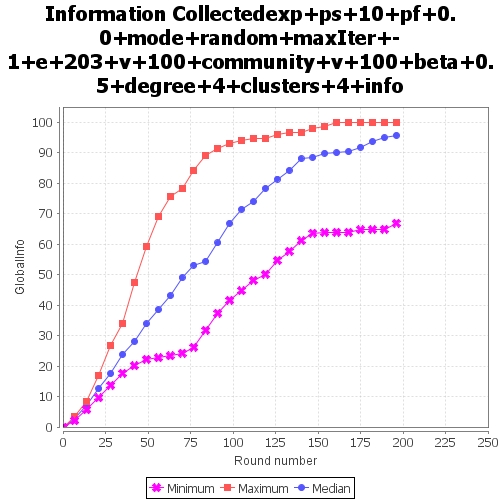 Information Collectedexp+ps+10+pf+0.
0+mode+random+maxIter+-
1+e+203+v+100+community+v+100+beta+0.
5+degree+4+clusters+4+info
100
90
80
70
60
50
40
30
20
10
0
GlobalInfo
0 25 50 75 100 125 150 175 200 225 250
Round number
Minimum Maximum Median